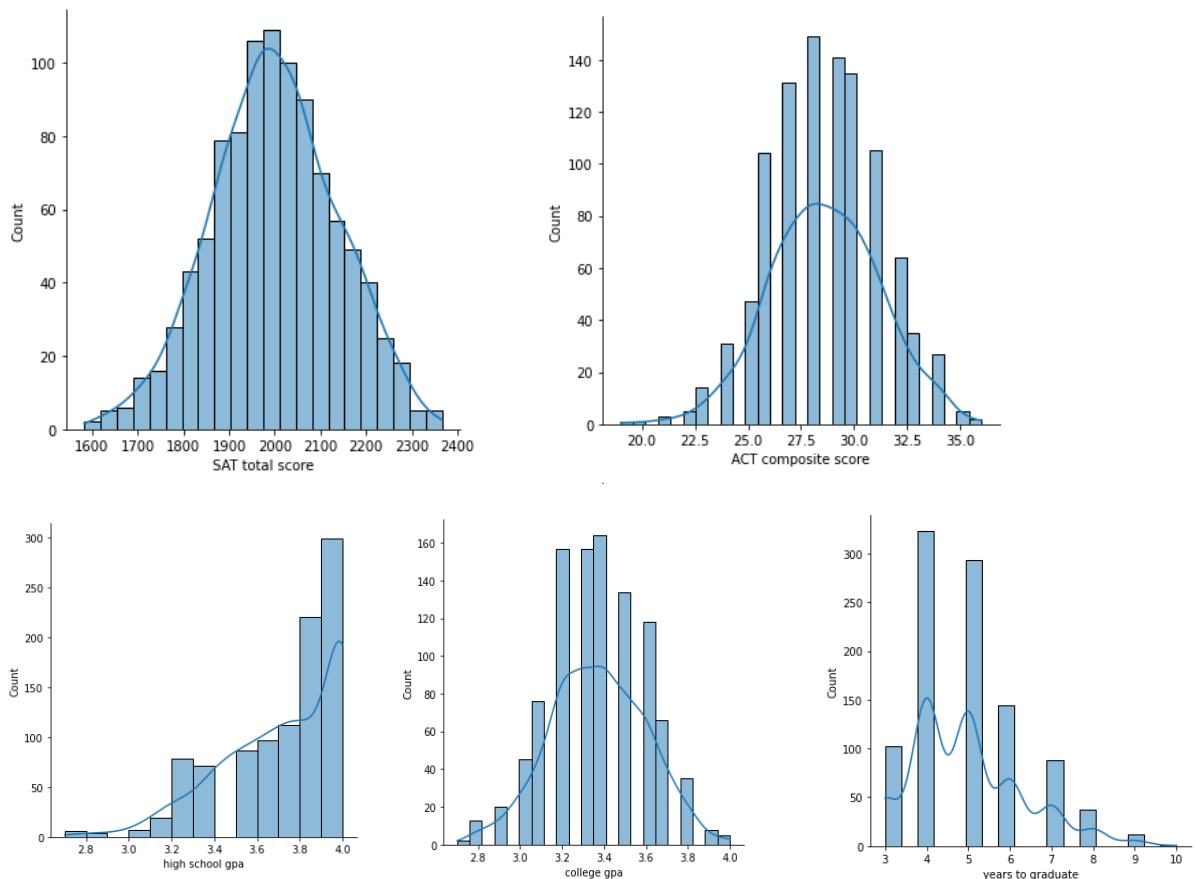 100
80
60
40
20
0
Count
1600 1700 1800 1900 2000 2100 2200 2300 2400
SAT total score
140
120
100
80
60
40
20
0
Count
20.0 22.5 25.0 27.5 30.0 32.5 35.0
ACT composite score
300
250
200
150
100
50
0
Count
2.8 3.0 3.2 3.4 3.6 3.8 4.0
high school gpa
160
140
120
100
80
60
40
20
0
Count
2.8 3.0 3.2 3.4 3.6 3.8 4.0
college gpa
300
250
200
150
100
50
0
Count
3 4 5 6 7 8 9 10
years to graduate